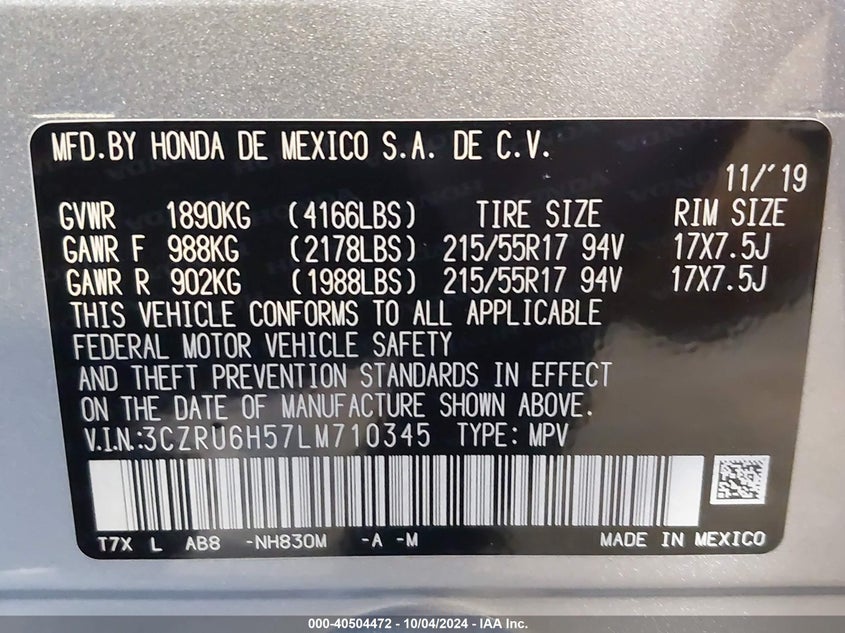 MFD.BY HONDA DE MEXICO S.A. DE C.V.
11/'19
GVWR 1890KG (4166LBS) TIRE SIZE RIM SIZE
GAWR F 988KG (2178LBS) 215/55R17 94V 17X7.5J
GAWR R 902KG (1988LBS) 215/55R17 94V 17X7.5J
THIS VEHICLE CONFORMS TO ALL APPLICABLE
FEDERAL MOTOR VEHICLE SAFETY
AND THEFT PREVENTION STANDARDS IN EFFECT
ON THE DATE OF MANUFACTURE SHOWN ABOVE.
V.I.N.:3CZRU6H57LM710345 TYPE: MPV
T7X L AB8 -NH830M -A -M MADE IN MEXICO
000-40504472 - 10/04/2024 - IAA Inc.